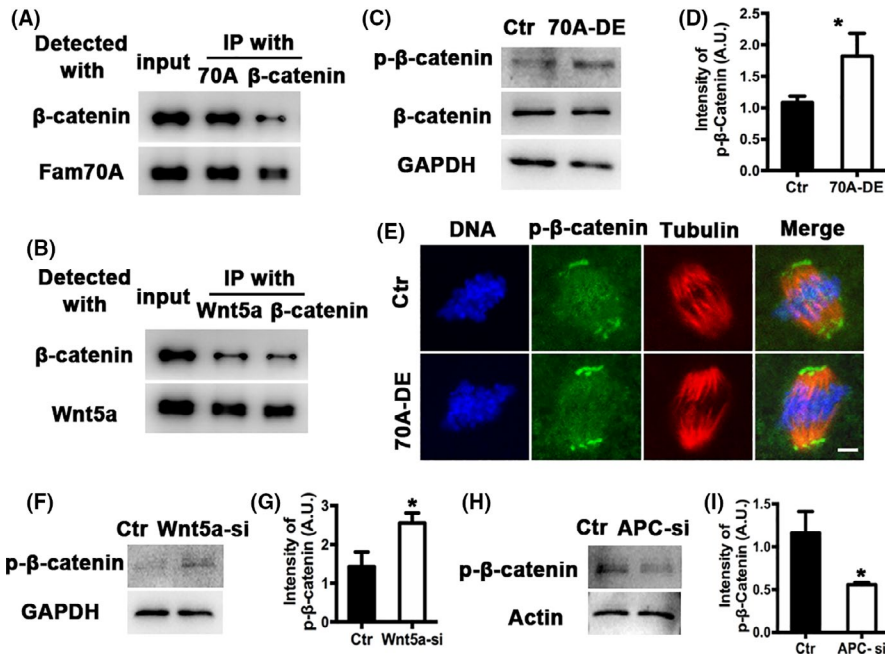 (A)
Detected with
input
IP with
70A β-catenin
β-catenin
Fam70A
(B)
Detected with
input
IP with
Wnt5a β-catenin
β-catenin
Wnt5a
(C)
Ctr 70A-DE
p-β-catenin
β-catenin
GAPDH
(D)
Intensity of
p-β-Catenin (A.U.)
2.5
2.0
1.5
1.0
0.5
0.0
*
Ctr 70A-DE
(E)
DNA p-β-catenin Tubulin Merge
Ctr
70A-DE
(F)
Ctr Wnt5a-si
p-β-catenin
GAPDH
(G)
Intensity of
p-β-catenin (A.U.)
3
2
1
0
*
Ctr Wnt5a-si
(H)
Ctr APC-si
p-β-catenin
Actin
(I)
Intensity of
p-β-Catenin (A.U.)
1.5
1.0
0.5
0.0
*
Ctr APC- si